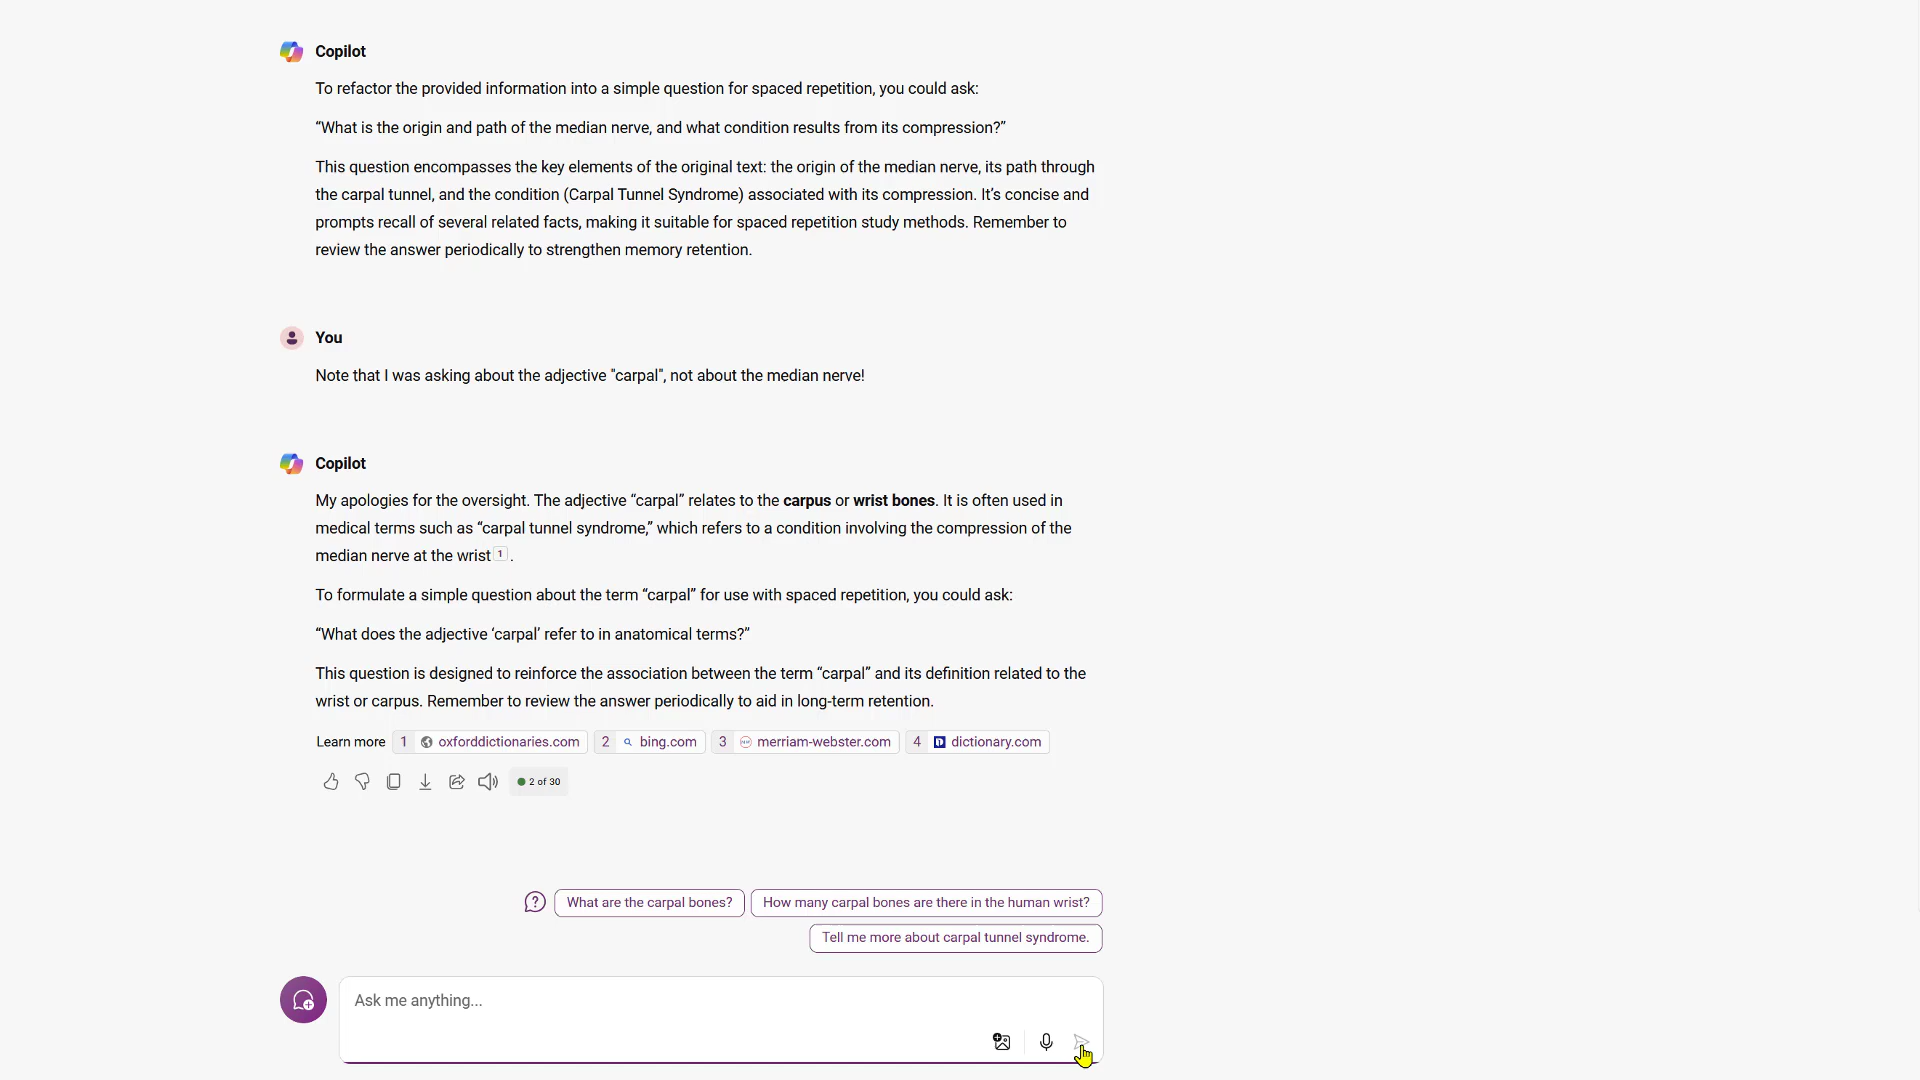 Copilot
To refactor the provided information into a simple question for spaced repetition, you could ask:
“What is the origin and path of the median nerve, and what condition results from its compression?”
This question encompasses the key elements of the original text: the origin of the median nerve, its path through
the carpal tunnel, and the condition (Carpal Tunnel Syndrome) associated with its compression. It’s concise and
prompts recall of several related facts, making it suitable for spaced repetition study methods. Remember to
review the answer periodically to strengthen memory retention.
You
Note that I was asking about the adjective "carpal", not about the median nerve!
Copilot
My apologies for the oversight. The adjective “carpal” relates to the carpus or wrist bones. It is often used in
medical terms such as “carpal tunnel syndrome,” which refers to a condition involving the compression of the
median nerve at the wrist 1 .
To formulate a simple question about the term “carpal” for use with spaced repetition, you could ask:
“What does the adjective ‘carpal’ refer to in anatomical terms?”
This question is designed to reinforce the association between the term “carpal” and its definition related to the
wrist or carpus. Remember to review the answer periodically to aid in long-term retention.
Learn more 1 oxforddictionaries.com 2 bing.com 3 merriam-webster.com 4 dictionary.com
2 of 30
What are the carpal bones? How many carpal bones are there in the human wrist?
Tell me more about carpal tunnel syndrome.
Ask me anything...